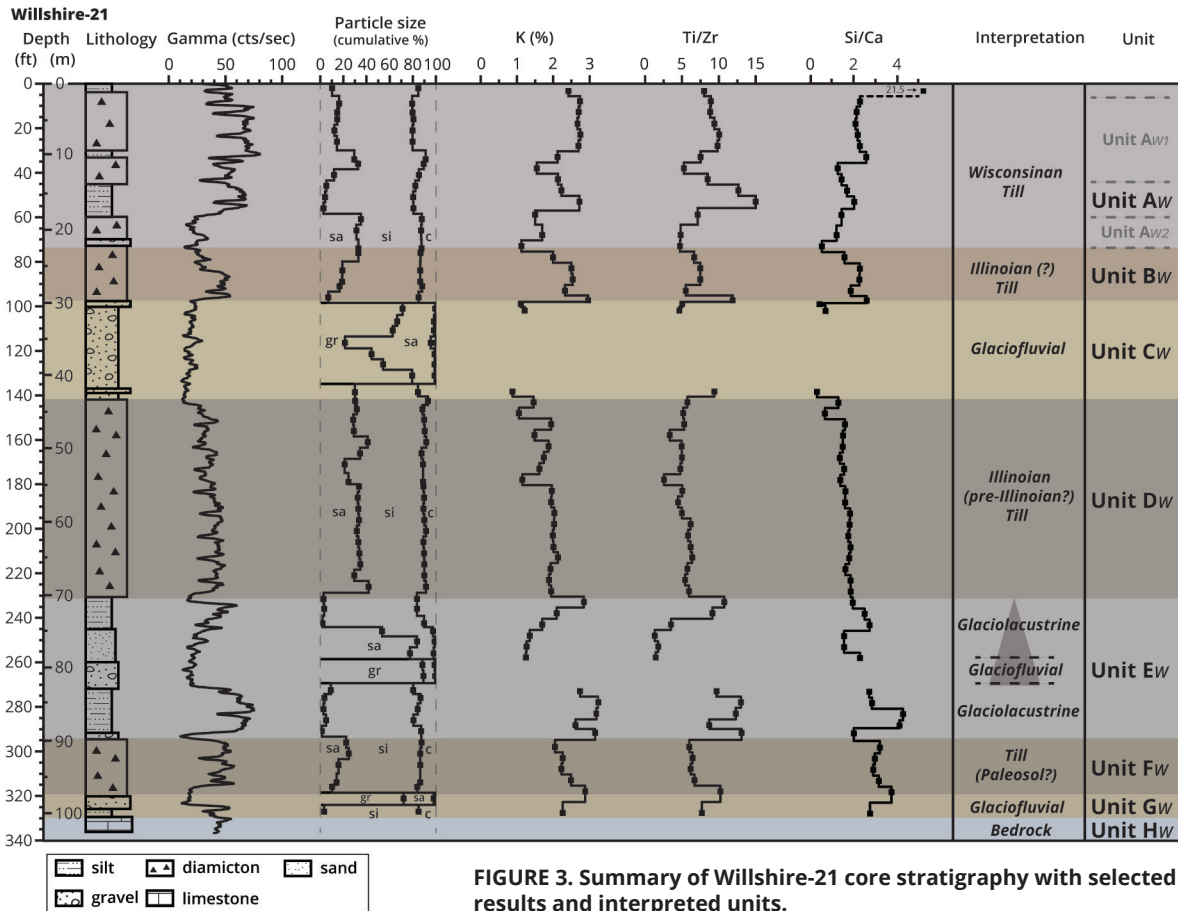 Willshire-21
Depth Lithology Gamma (cts/sec) Particle size (cumulative %) K (%) Ti/Zr Si/Ca Interpretation Unit
(ft) (m) 0 50 100 0 20 40 60 80 100 0 1 2 3 0 5 10 15 0 2 4
0 0
21.5→
20
10
40
60
20
80
100 30
120
40
140
160 50
180
60
200
220
70
240
260 80
280
90
300
320
100
340
sa si c
gr sa
sa si c
sa
gr
sa si c
gr sa
si c
Wisconsinan
Till
Illinoian (?)
Till
Glaciofluvial
Illinoian
(pre-Illinoian?)
Till
Glaciolacustrine
Glaciofluvial
Glaciolacustrine
Till
(Paleosol?)
Glaciofluvial
Bedrock
Unit AW1
Unit AW
Unit AW2
Unit BW
Unit CW
Unit DW
Unit EW
Unit FW
Unit GW
Unit HW
silt diamicton sand
gravel limestone
FIGURE 3. Summary of Willshire-21 core stratigraphy with selected
results and interpreted units.